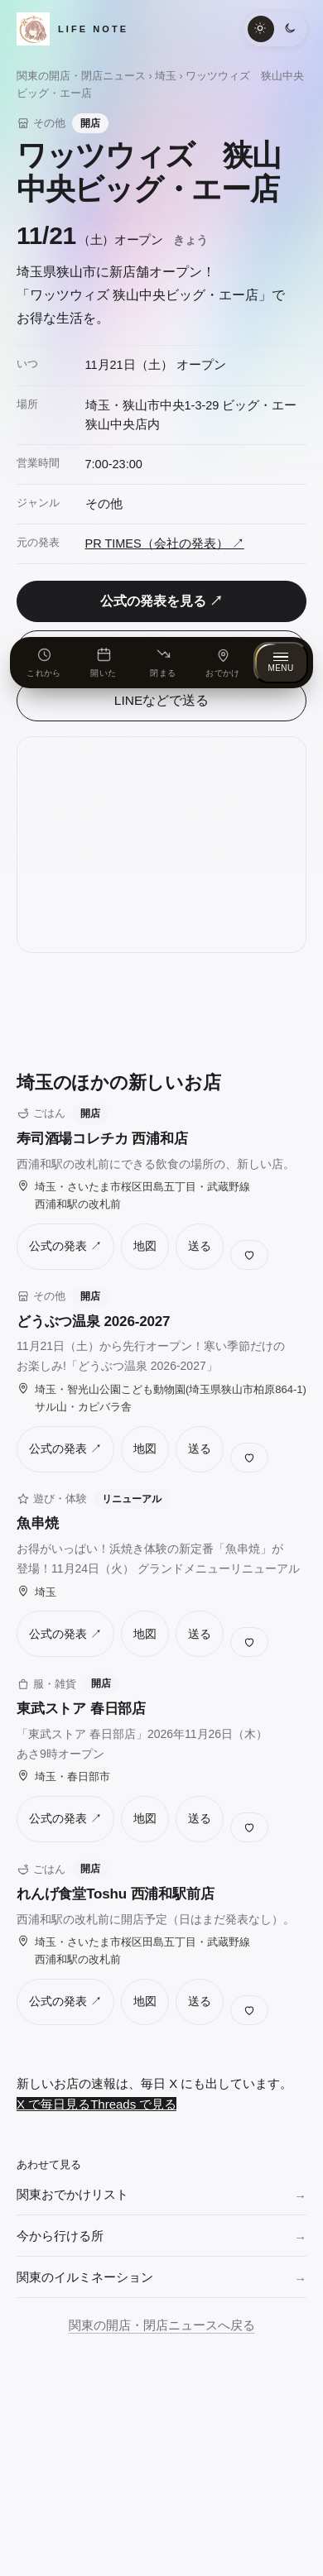 LIFE NOTE
関東の開店・閉店ニュース › 埼玉 › ワッツウィズ　狭山中央
ビッグ・エー店
その他 開店
ワッツウィズ　狭山
中央ビッグ・エー店
11/21（土）オープン きょう
埼玉県狭山市に新店舗オープン！
「ワッツウィズ 狭山中央ビッグ・エー店」で
お得な生活を。
いつ 11月21日（土） オープン
場所 埼玉・狭山市中央1-3-29 ビッグ・エー
狭山中央店内
営業時間 7:00-23:00
ジャンル その他
元の発表 PR TIMES（会社の発表） ↗
公式の発表を見る ↗
これから 開いた 閉まる おでかけ MENU
LINEなどで送る
埼玉のほかの新しいお店
ごはん 開店
寿司酒場コレチカ 西浦和店
西浦和駅の改札前にできる飲食の場所の、新しい店。
埼玉・さいたま市桜区田島五丁目・武蔵野線
西浦和駅の改札前
公式の発表 ↗ 地図 送る
その他 開店
どうぶつ温泉 2026-2027
11月21日（土）から先行オープン！寒い季節だけの
お楽しみ!「どうぶつ温泉 2026-2027」
埼玉・智光山公園こども動物園(埼玉県狭山市柏原864-1)
サル山・カピバラ舎
公式の発表 ↗ 地図 送る
遊び・体験 リニューアル
魚串焼
お得がいっぱい！浜焼き体験の新定番「魚串焼」が
登場！11月24日（火） グランドメニューリニューアル
埼玉
公式の発表 ↗ 地図 送る
服・雑貨 開店
東武ストア 春日部店
「東武ストア 春日部店」2026年11月26日（木）
あさ9時オープン
埼玉・春日部市
公式の発表 ↗ 地図 送る
ごはん 開店
れんげ食堂Toshu 西浦和駅前店
西浦和駅の改札前に開店予定（日はまだ発表なし）。
埼玉・さいたま市桜区田島五丁目・武蔵野線
西浦和駅の改札前
公式の発表 ↗ 地図 送る
新しいお店の速報は、毎日 X にも出しています。
X で毎日見るThreads で見る
あわせて見る
関東おでかけリスト →
今から行ける所 →
関東のイルミネーション →
関東の開店・閉店ニュースへ戻る